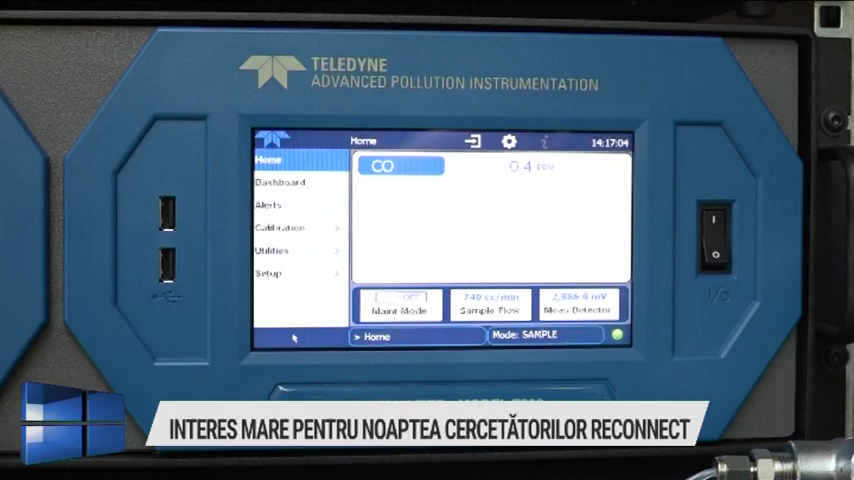 TELEDYNE
ADVANCED POLLUTION INSTRUMENTATION
Home
14:17:04
Home
Dashboard
Alerts
Calibration >
Utilities >
Setup >
CO
0.4 PPM
OFF
Maint Mode
740 cc/min
Sample Flow
2,886.0 mV
Meas Detector
> Home
Mode: SAMPLE
I/O
INTERES MARE PENTRU NOAPTEA CERCETĂTORILOR RECONNECT